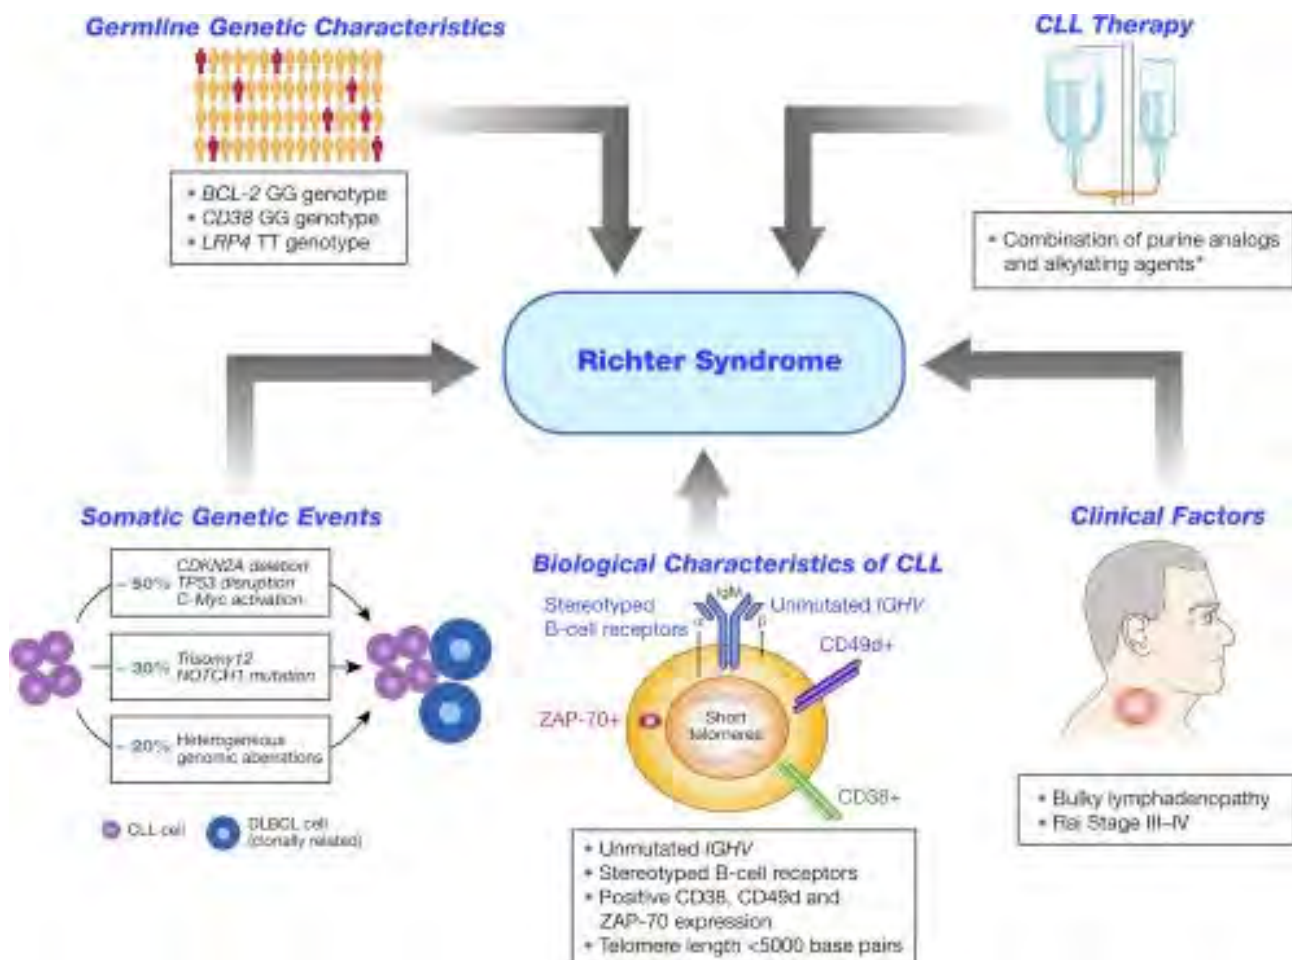 Germline Genetic Characteristics
• BCL-2 GG genotype
• CD38 GG genotype
• LRP4 TT genotype
CLL Therapy
• Combination of purine analogs
and alkylating agents*
Richter Syndrome
Somatic Genetic Events
~ 50%
CDKN2A deletion
TP53 disruption
C-Myc activation
~ 30%
Trisomy12
NOTCH1 mutation
~ 20%
Heterogeneous
genomic aberrations
CLL cell
DLBCL cell
(clonally related)
Biological Characteristics of CLL
IgM
Stereotyped
B-cell receptors
α
β
Unmutated IGHV
CD49d+
ZAP-70+
Short
telomeres
CD38+
• Unmutated IGHV
• Stereotyped B-cell receptors
• Positive CD38, CD49d and
ZAP-70 expression
• Telomere length <5000 base pairs
Clinical Factors
• Bulky lymphadenopathy
• Rai Stage III–IV